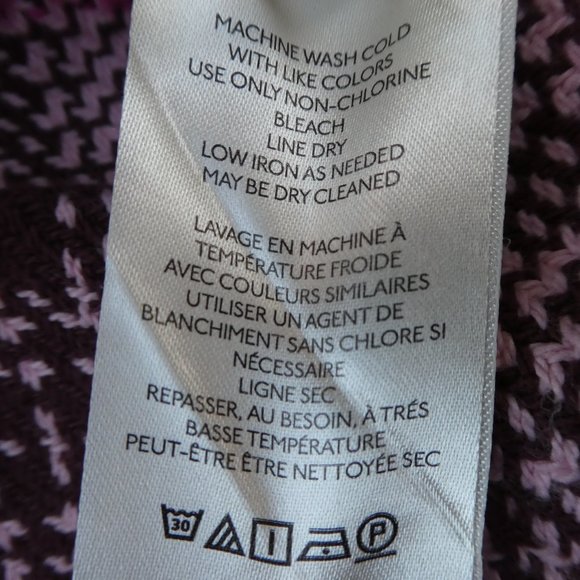 MACHINE WASH COLD
WITH LIKE COLORS
USE ONLY NON-CHLORINE
BLEACH
LINE DRY
LOW IRON AS NEEDED
MAY BE DRY CLEANED
LAVAGE EN MACHINE À
TEMPÉRATURE FROIDE
AVEC COULEURS SIMILAIRES
UTILISER UN AGENT DE
BLANCHIMENT SANS CHLORE SI
NÉCESSAIRE
LIGNE SEC
REPASSER, AU BESOIN, À TRÉS
BASSE TEMPÉRATURE
PEUT-ÊTRE ÊTRE NETTOYÉE SEC
30 P